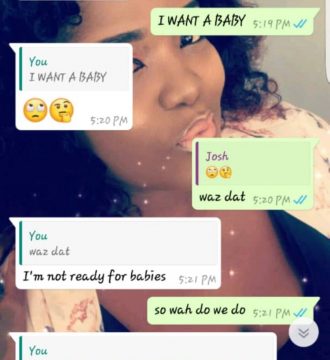 I WANT A BABY 5:19 PM
You
I WANT A BABY
🙄🤔 5:20 PM
Josh
🙄🤔
waz dat 5:20 PM
You
waz dat
I'm not ready for babies 5:21 PM
so wah do we do 5:21 PM
You